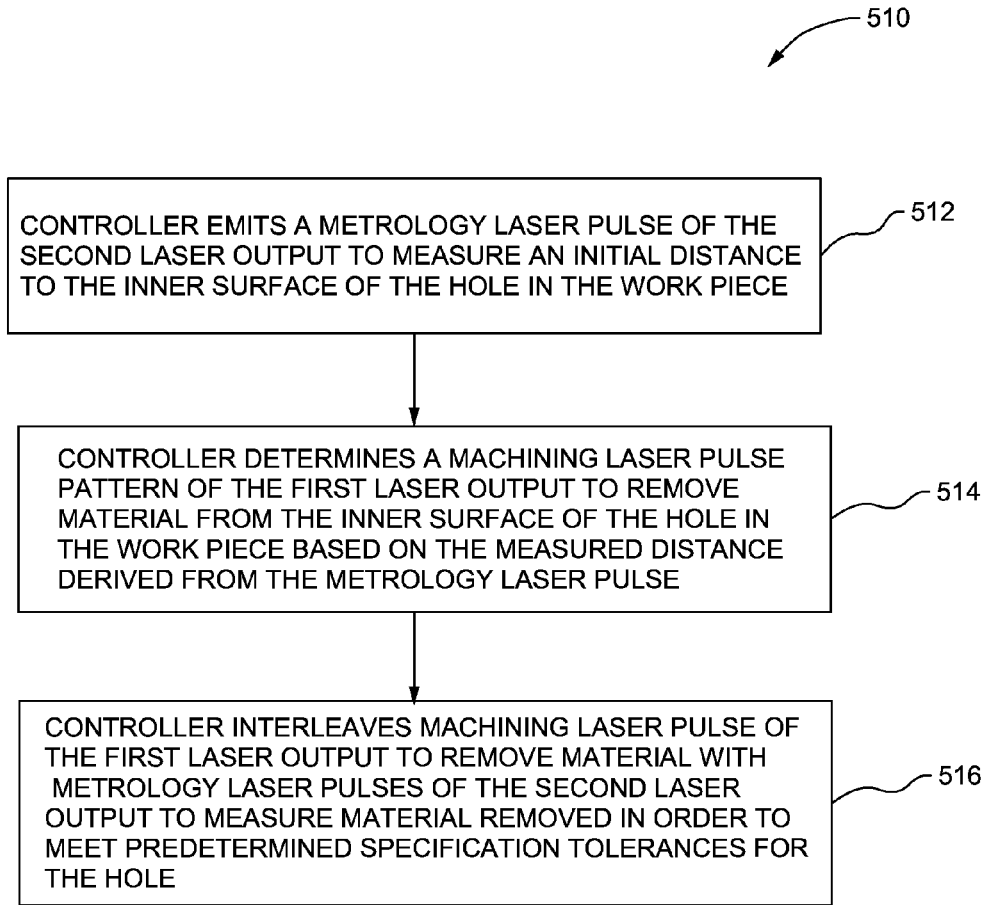 510
CONTROLLER EMITS A METROLOGY LASER PULSE OF THE
SECOND LASER OUTPUT TO MEASURE AN INITIAL DISTANCE
TO THE INNER SURFACE OF THE HOLE IN THE WORK PIECE
512
CONTROLLER DETERMINES A MACHINING LASER PULSE
PATTERN OF THE FIRST LASER OUTPUT TO REMOVE
MATERIAL FROM THE INNER SURFACE OF THE HOLE IN
THE WORK PIECE BASED ON THE MEASURED DISTANCE
DERIVED FROM THE METROLOGY LASER PULSE
514
CONTROLLER INTERLEAVES MACHINING LASER PULSE OF
THE FIRST LASER OUTPUT TO REMOVE MATERIAL WITH
METROLOGY LASER PULSES OF THE SECOND LASER
OUTPUT TO MEASURE MATERIAL REMOVED IN ORDER TO
MEET PREDETERMINED SPECIFICATION TOLERANCES FOR
THE HOLE
516